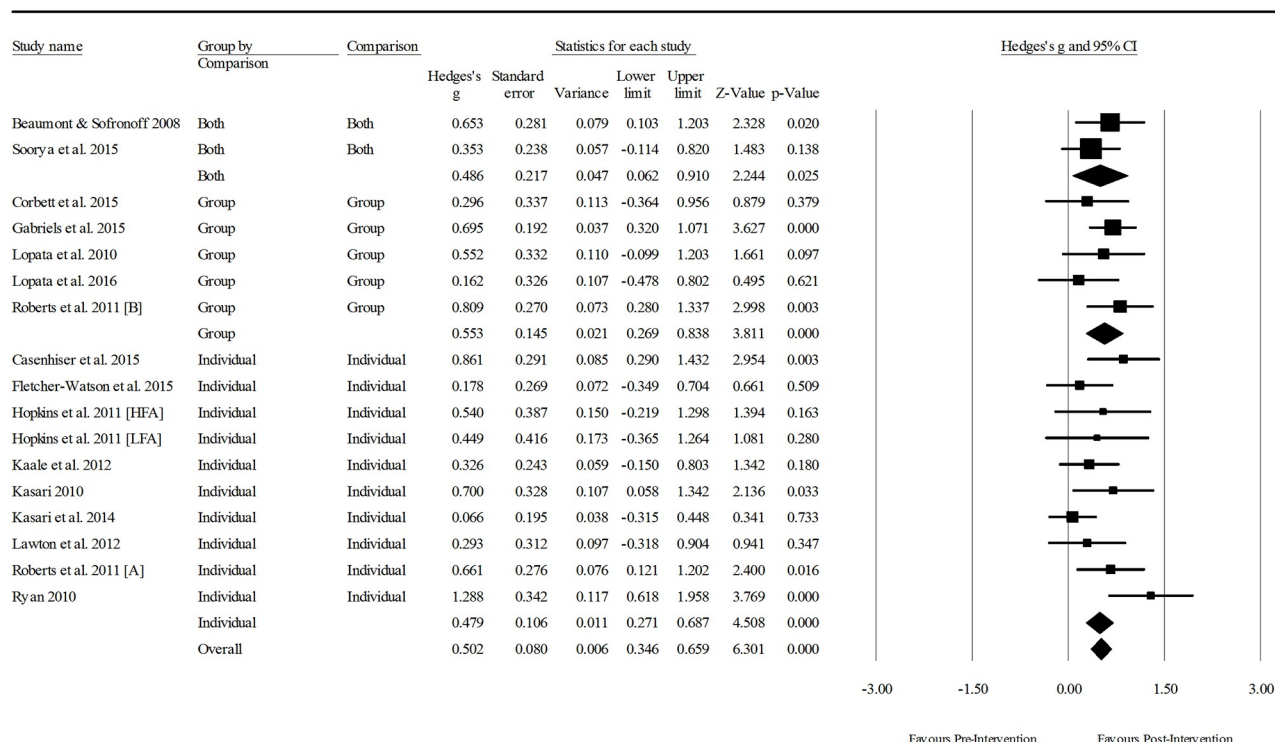 Study name Group by Comparison Statistics for each study Hedges's g and 95% CI
Comparison
Hedges's Standard Lower Upper
g error Variance limit limit Z-Value p-Value
Beaumont & Sofronoff 2008 Both Both 0.653 0.281 0.079 0.103 1.203 2.328 0.020
Soorya et al. 2015 Both Both 0.353 0.238 0.057 -0.114 0.820 1.483 0.138
Both 0.486 0.217 0.047 0.062 0.910 2.244 0.025
Corbett et al. 2015 Group Group 0.296 0.337 0.113 -0.364 0.956 0.879 0.379
Gabriels et al. 2015 Group Group 0.695 0.192 0.037 0.320 1.071 3.627 0.000
Lopata et al. 2010 Group Group 0.552 0.332 0.110 -0.099 1.203 1.661 0.097
Lopata et al. 2016 Group Group 0.162 0.326 0.107 -0.478 0.802 0.495 0.621
Roberts et al. 2011 [B] Group Group 0.809 0.270 0.073 0.280 1.337 2.998 0.003
Group 0.553 0.145 0.021 0.269 0.838 3.811 0.000
Casenhiser et al. 2015 Individual Individual 0.861 0.291 0.085 0.290 1.432 2.954 0.003
Fletcher-Watson et al. 2015 Individual Individual 0.178 0.269 0.072 -0.349 0.704 0.661 0.509
Hopkins et al. 2011 [HFA] Individual Individual 0.540 0.387 0.150 -0.219 1.298 1.394 0.163
Hopkins et al. 2011 [LFA] Individual Individual 0.449 0.416 0.173 -0.365 1.264 1.081 0.280
Kaale et al. 2012 Individual Individual 0.326 0.243 0.059 -0.150 0.803 1.342 0.180
Kasari 2010 Individual Individual 0.700 0.328 0.107 0.058 1.342 2.136 0.033
Kasari et al. 2014 Individual Individual 0.066 0.195 0.038 -0.315 0.448 0.341 0.733
Lawton et al. 2012 Individual Individual 0.293 0.312 0.097 -0.318 0.904 0.941 0.347
Roberts et al. 2011 [A] Individual Individual 0.661 0.276 0.076 0.121 1.202 2.400 0.016
Ryan 2010 Individual Individual 1.288 0.342 0.117 0.618 1.958 3.769 0.000
Individual 0.479 0.106 0.011 0.271 0.687 4.508 0.000
Overall 0.502 0.080 0.006 0.346 0.659 6.301 0.000
-3.00 -1.50 0.00 1.50 3.00
Favours Pre-Intervention Favours Post-Intervention